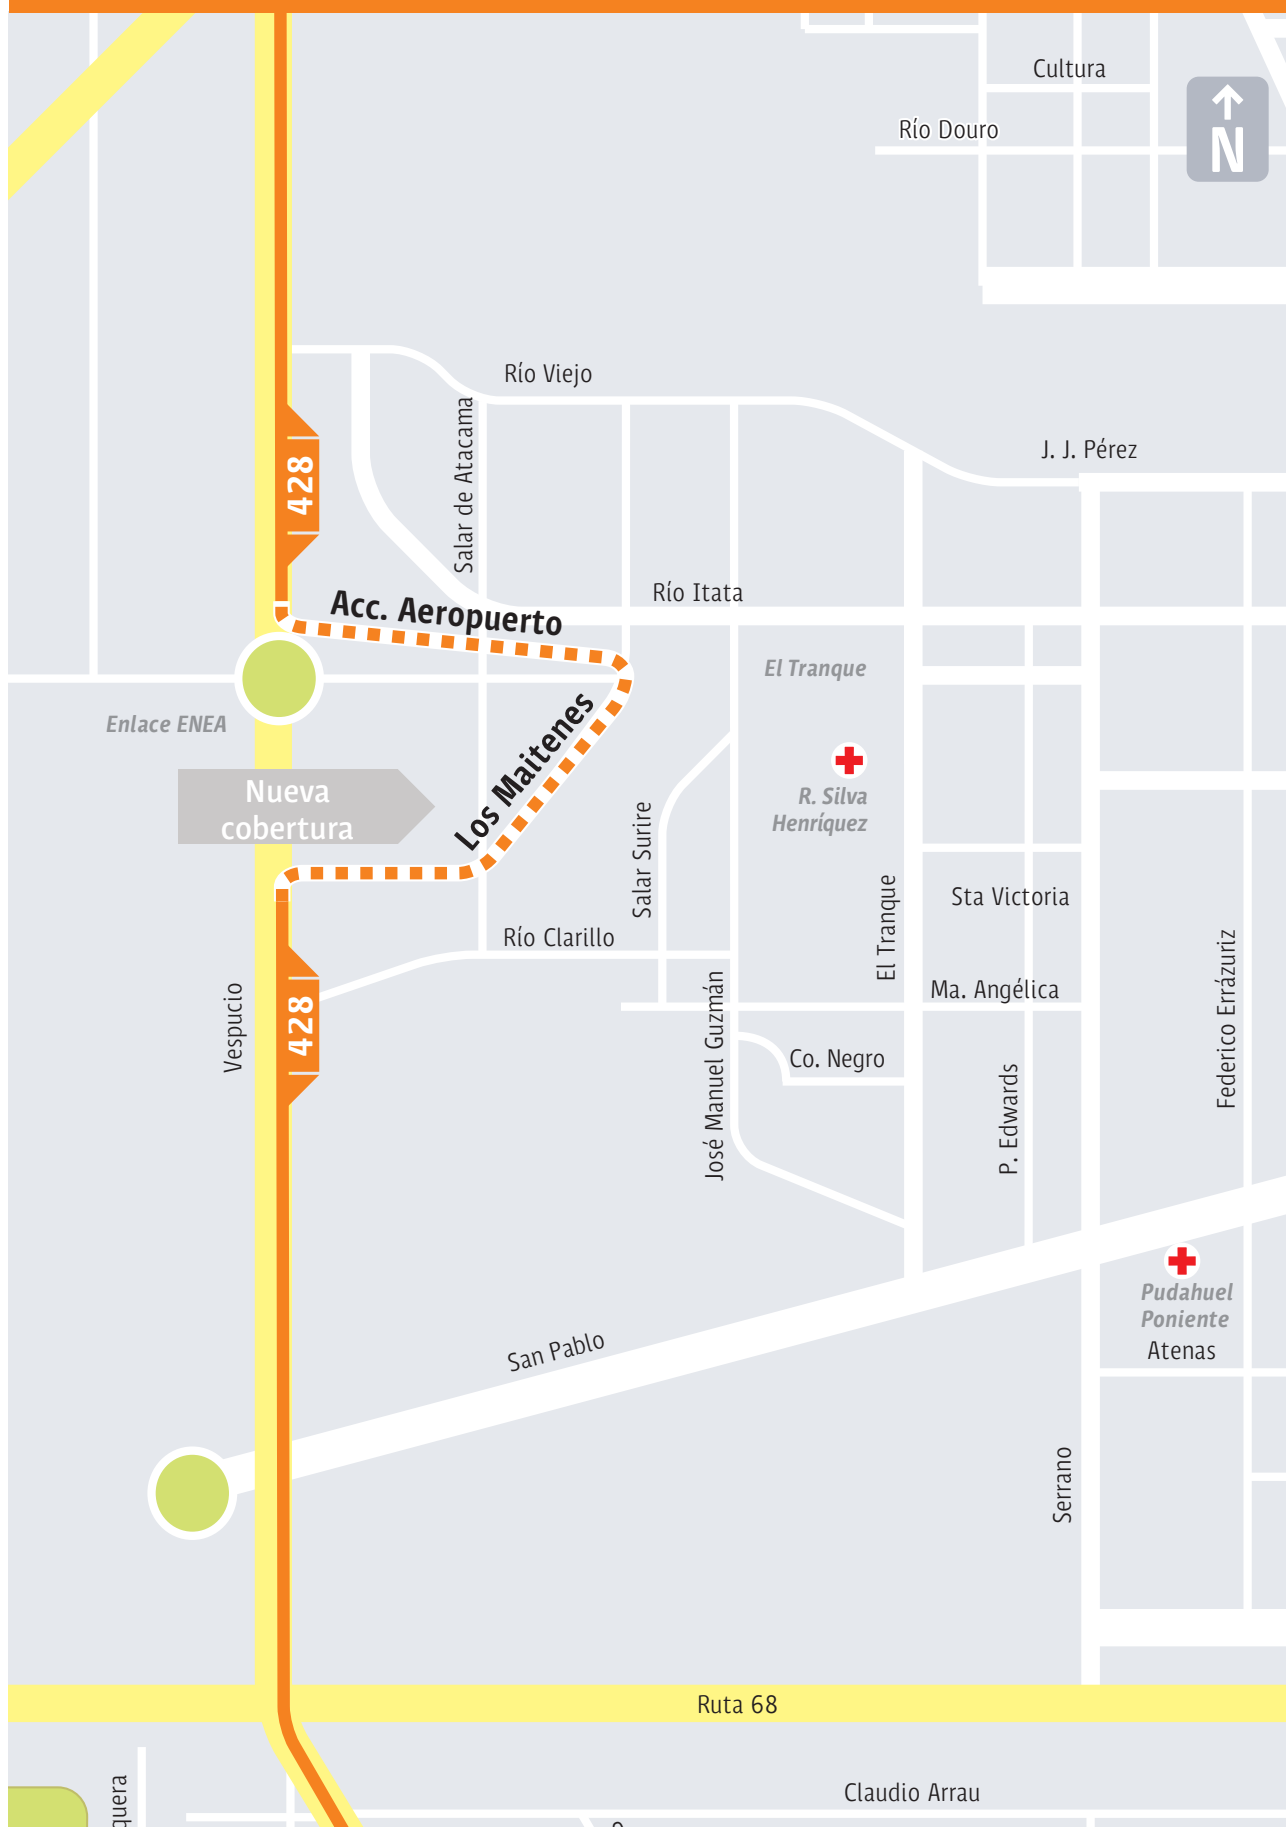 Cultura
Río Douro
N
Río Viejo
Salar de Atacama
J. J. Pérez
428
Río Itata
Acc. Aeropuerto
El Tranque
Enlace ENEA
Los Maitenes
Nueva
cobertura
R. Silva
Henríquez
Salar Surire
El Tranque
Sta Victoria
Río Clarillo
Federico Errázuriz
Vespucio
428
José Manuel Guzmán
Ma. Angélica
Co. Negro
P. Edwards
Pudahuel
Poniente
Atenas
San Pablo
Serrano
Ruta 68
Claudio Arrau
quera